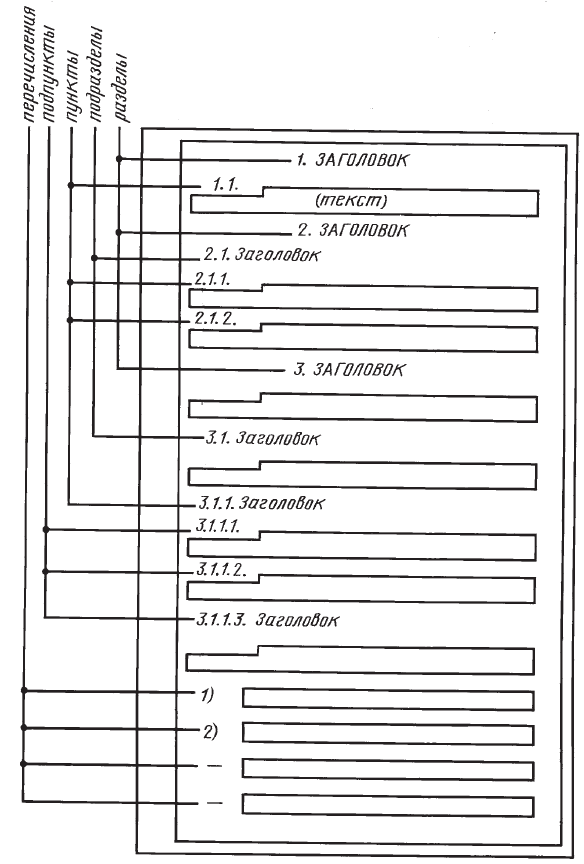 перечисления
подпункты
пункты
подразделы
разделы
1. ЗАГОЛОВОК
1.1.
(текст)
2. ЗАГОЛОВОК
2.1. Заголовок
2.1.1.
2.1.2.
3. ЗАГОЛОВОК
3.1. Заголовок
3.1.1. Заголовок
3.1.1.1.
3.1.1.2.
3.1.1.3. Заголовок
1)
2)
—
—